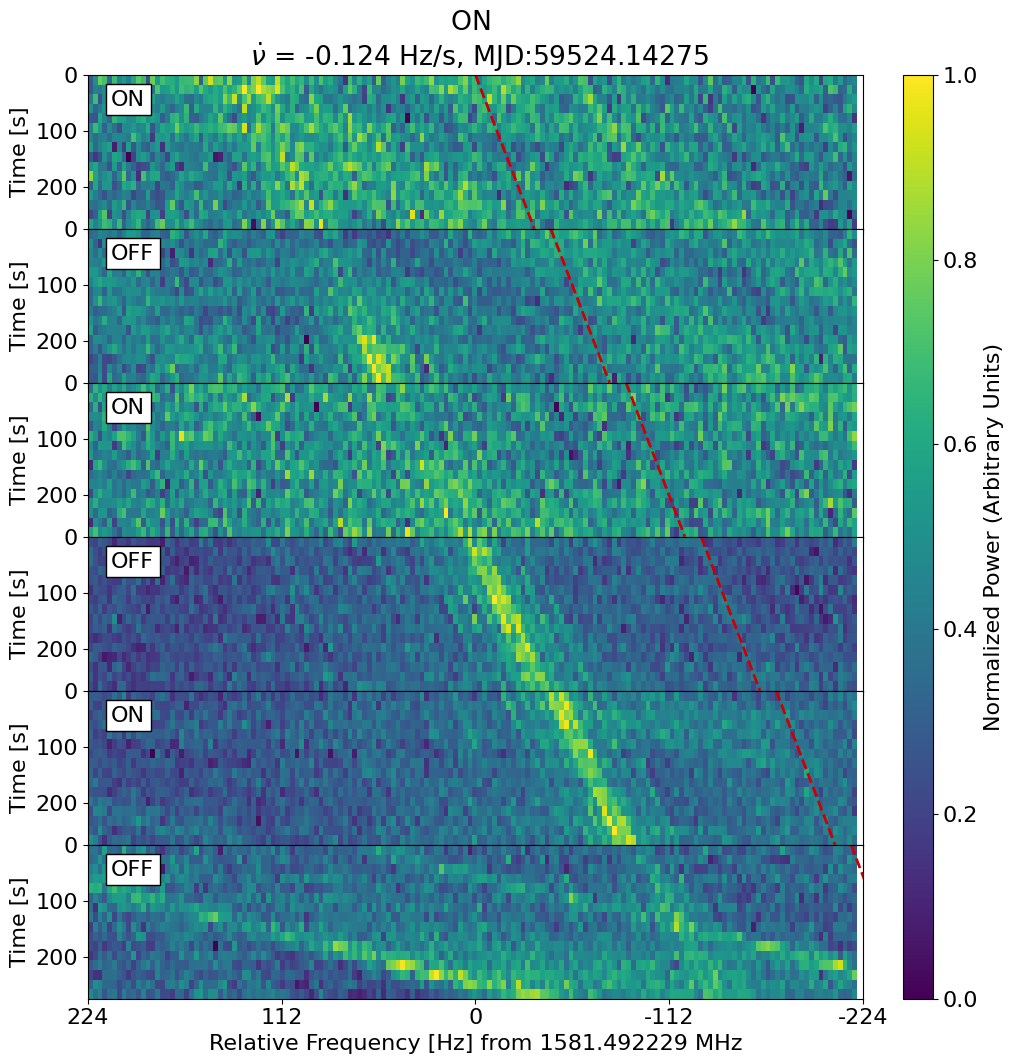 ON
ν̇ = -0.124 Hz/s, MJD:59524.14275
0
100
200
Time [s]
ON
0
100
200
Time [s]
OFF
0
100
200
Time [s]
ON
0
100
200
Time [s]
OFF
0
100
200
Time [s]
ON
0
100
200
Time [s]
OFF
224 112 0 -112 -224
Relative Frequency [Hz] from 1581.492229 MHz
1.0
0.8
0.6
0.4
0.2
0.0
Normalized Power (Arbitrary Units)